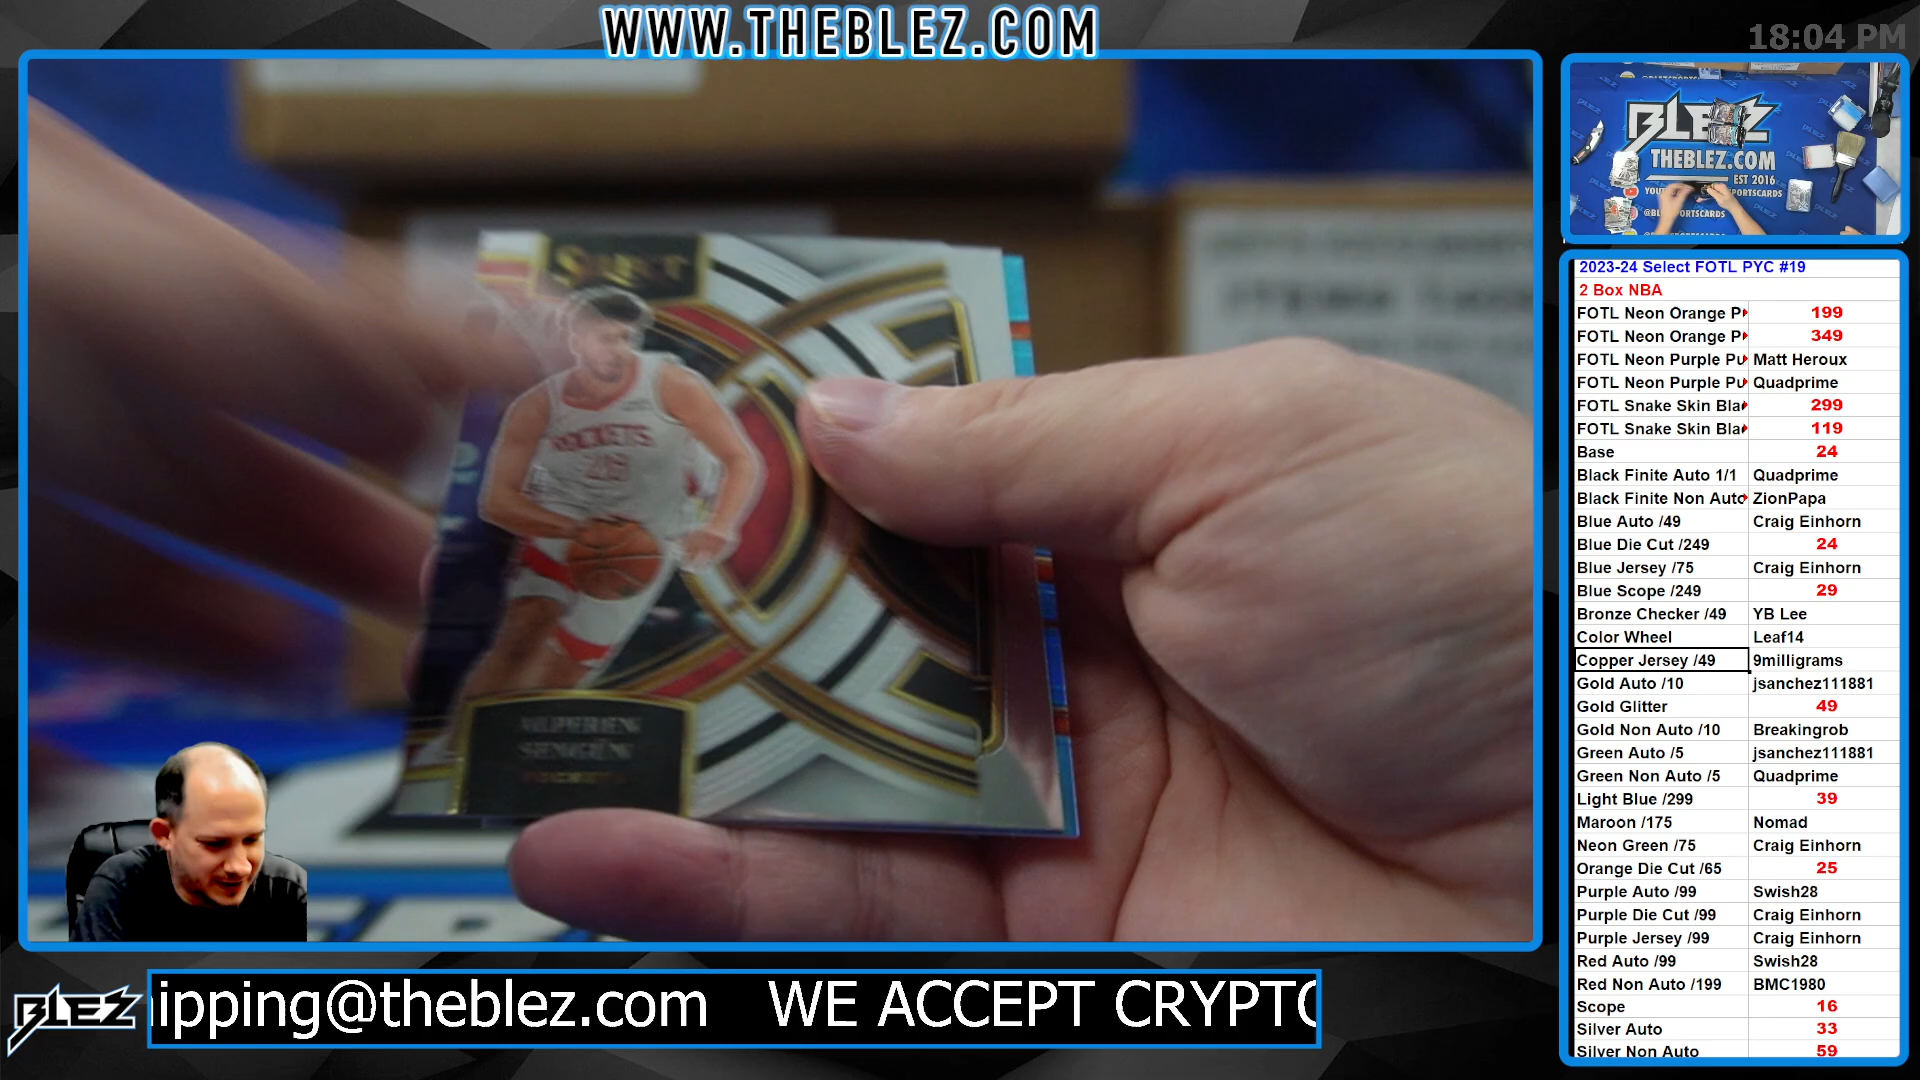 WWW.THEBLEZ.COM
18:04 PM
BLEZ
THEBLEZ.COM
EST 2016
SELECT
ROCKETS
28
ALPEREN
SENGUN
ROCKETS
2023-24 Select FOTL PYC #19
2 Box NBA
FOTL Neon Orange P 199
FOTL Neon Orange P 349
FOTL Neon Purple Pu Matt Heroux
FOTL Neon Purple Pu Quadprime
FOTL Snake Skin Bla 299
FOTL Snake Skin Bla 119
Base 24
Black Finite Auto 1/1 Quadprime
Black Finite Non Auto ZionPapa
Blue Auto /49 Craig Einhorn
Blue Die Cut /249 24
Blue Jersey /75 Craig Einhorn
Blue Scope /249 29
Bronze Checker /49 YB Lee
Color Wheel Leaf14
Copper Jersey /49 9milligrams
Gold Auto /10 jsanchez111881
Gold Glitter 49
Gold Non Auto /10 Breakingrob
Green Auto /5 jsanchez111881
Green Non Auto /5 Quadprime
Light Blue /299 39
Maroon /175 Nomad
Neon Green /75 Craig Einhorn
Orange Die Cut /65 25
Purple Auto /99 Swish28
Purple Die Cut /99 Craig Einhorn
Purple Jersey /99 Craig Einhorn
Red Auto /99 Swish28
Red Non Auto /199 BMC1980
Scope 16
Silver Auto 33
Silver Non Auto 59
BLEZ
ipping@theblez.com WE ACCEPT CRYPTO